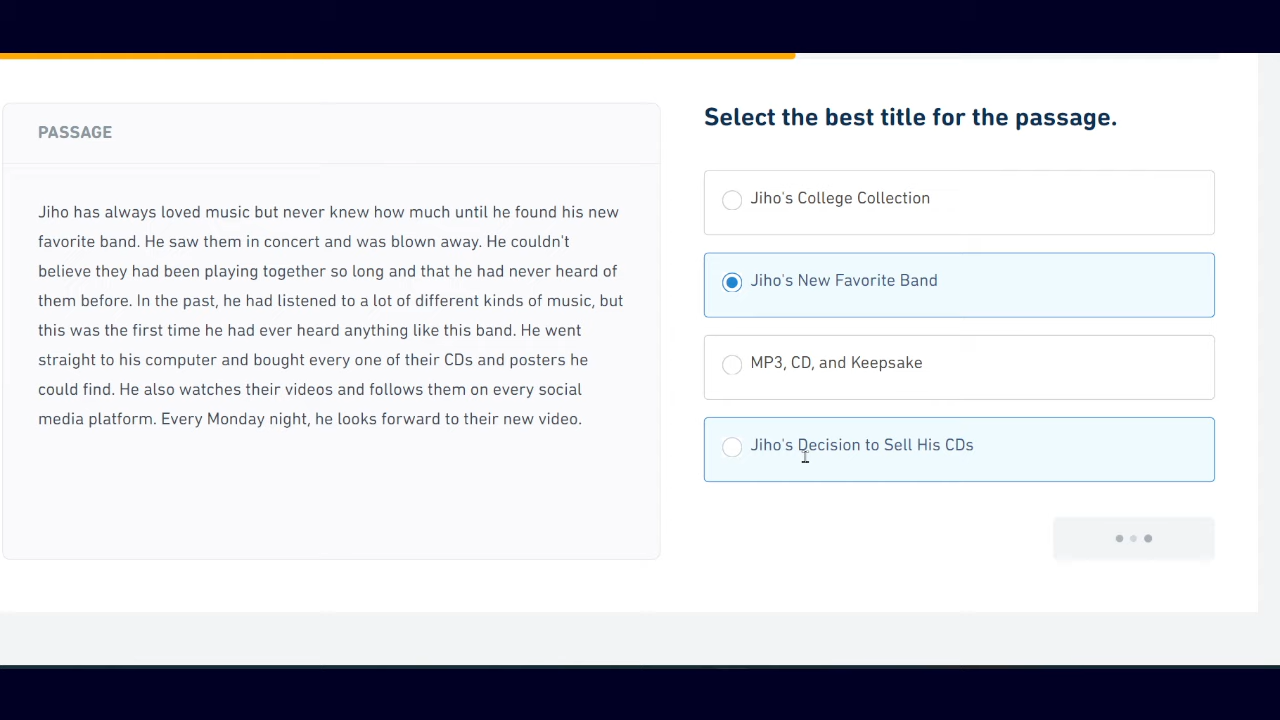 PASSAGE
Jiho has always loved music but never knew how much until he found his new
favorite band. He saw them in concert and was blown away. He couldn't
believe they had been playing together so long and that he had never heard of
them before. In the past, he had listened to a lot of different kinds of music, but
this was the first time he had ever heard anything like this band. He went
straight to his computer and bought every one of their CDs and posters he
could find. He also watches their videos and follows them on every social
media platform. Every Monday night, he looks forward to their new video.
Select the best title for the passage.
Jiho's College Collection
Jiho's New Favorite Band
MP3, CD, and Keepsake
Jiho's Decision to Sell His CDs